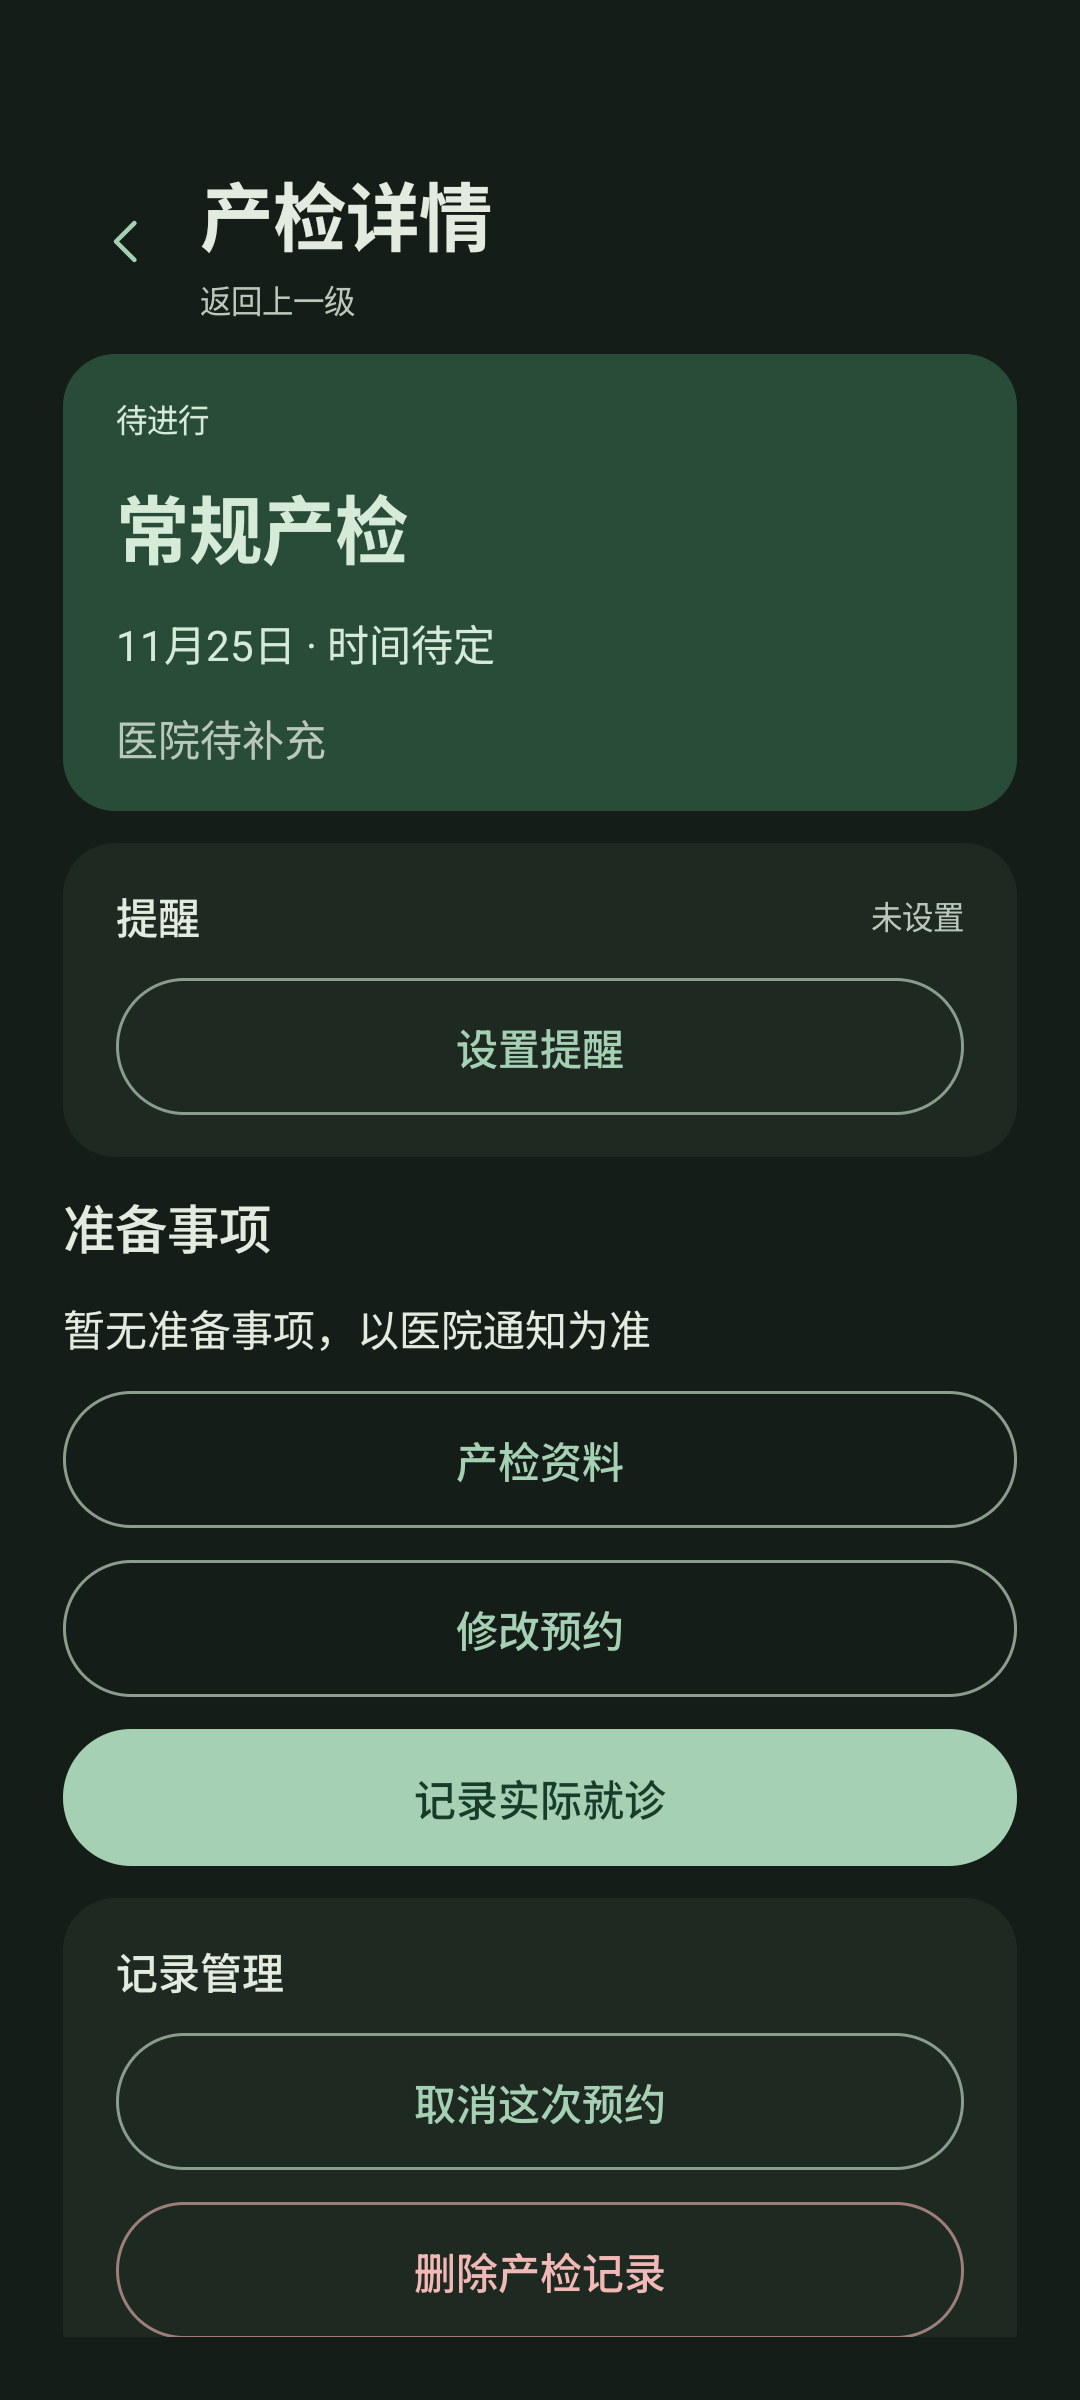 产检详情
返回上一级
待进行
常规产检
11月25日 · 时间待定
医院待补充
提醒
未设置
设置提醒
准备事项
暂无准备事项，以医院通知为准
产检资料
修改预约
记录实际就诊
记录管理
取消这次预约
删除产检记录